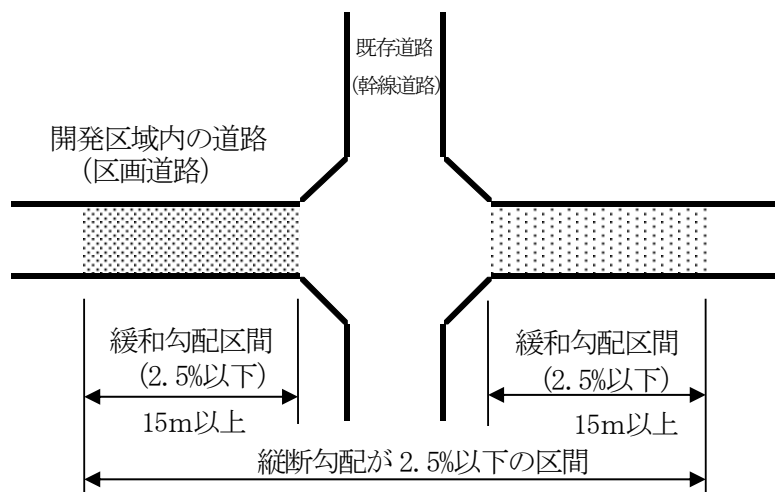 既存道路
(幹線道路)
開発区域内の道路
(区画道路)
緩和勾配区間
(2.5%以下)
15m以上
緩和勾配区間
(2.5%以下)
15m以上
縦断勾配が 2.5%以下の区間